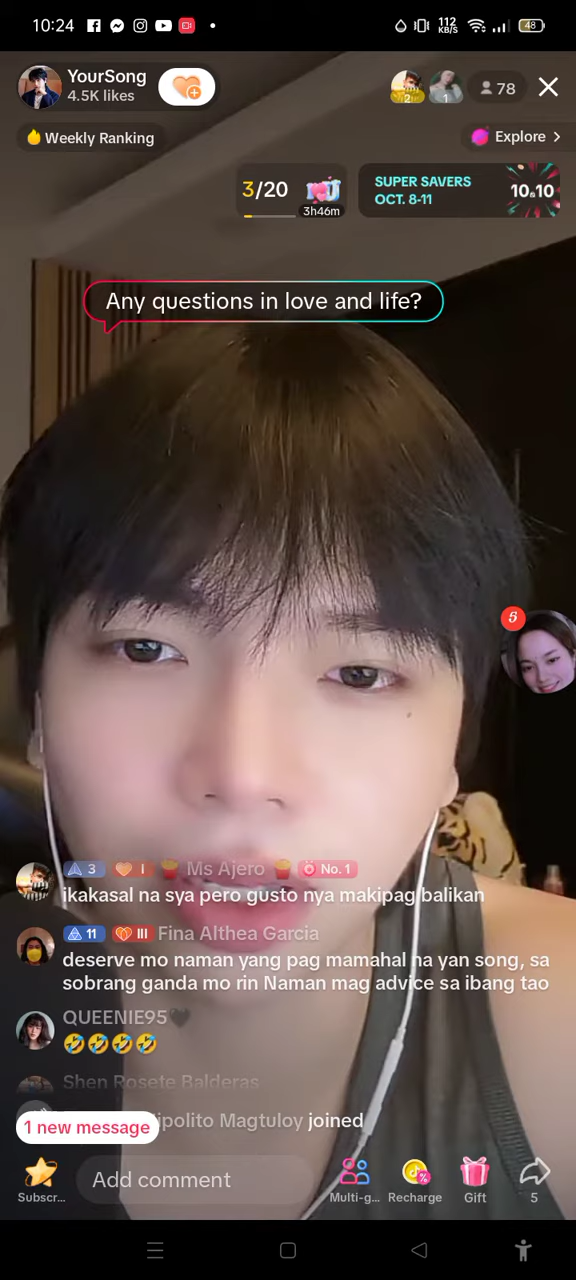 10:24
112
KB/S
48
YourSong
4.5K likes
2
1
78
Weekly Ranking
Explore >
3/20
3h46m
SUPER SAVERS
OCT. 8-11
10.10
Any questions in love and life?
5
3 I Ms Ajero No. 1
ikakasal na sya pero gusto nya makipag balikan
11 III Fina Althea Garcia
deserve mo naman yang pag mamahal na yan song, sa
sobrang ganda mo rin Naman mag advice sa ibang tao
QUEENIE95🖤
🤣🤣🤣🤣
Shen Rosete Balderas
1 new message
ipolito Magtuloy joined
Add comment
Subscr...
Multi-g...
Recharge
Gift
5